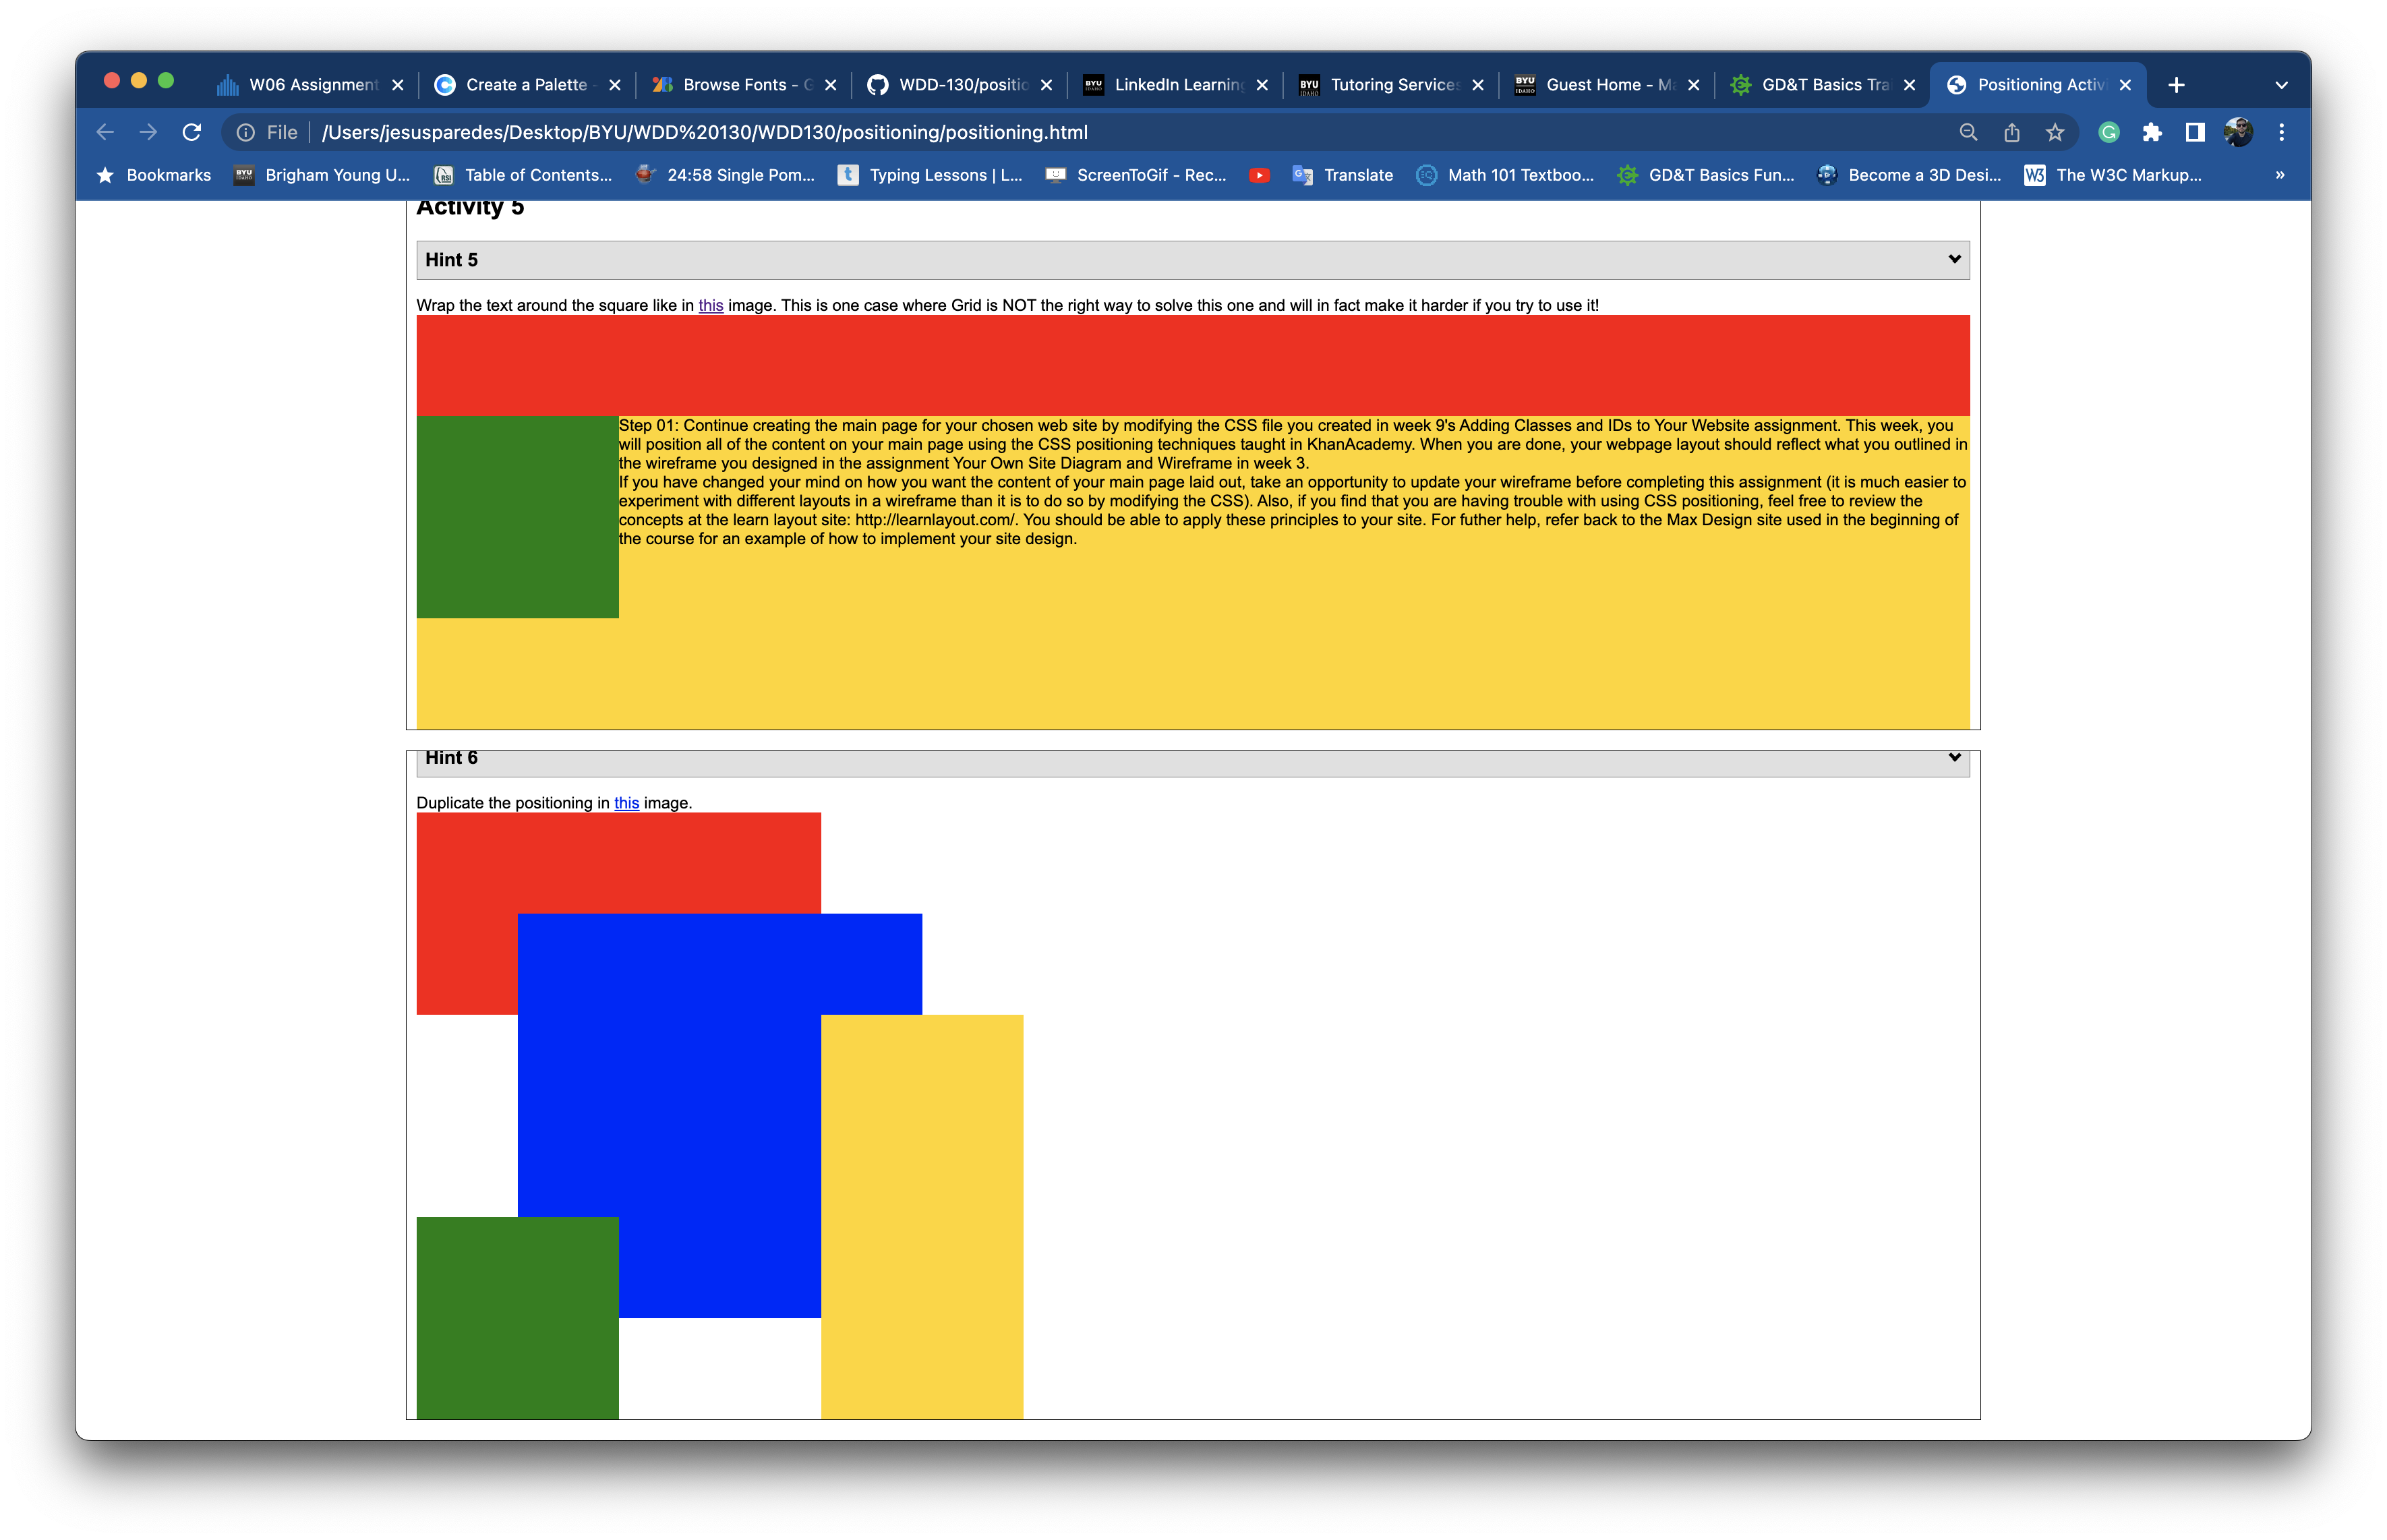 W06 Assignment
Create a Palette -
Browse Fonts - G
WDD-130/positio
LinkedIn Learning
Tutoring Services
Guest Home - Ma
GD&T Basics Trai
Positioning Activi
File
/Users/jesusparedes/Desktop/BYU/WDD%20130/WDD130/positioning/positioning.html
Bookmarks
BYU
Brigham Young U...
RSI
Table of Contents...
24:58 Single Pom...
t
Typing Lessons | L...
ScreenToGif - Rec...
Translate
Math 101 Textboo...
GD&T Basics Fun...
Become a 3D Desi...
W3
The W3C Markup...
»
Activity 5
Hint 5
Wrap the text around the square like in this image. This is one case where Grid is NOT the right way to solve this one and will in fact make it harder if you try to use it!
Step 01: Continue creating the main page for your chosen web site by modifying the CSS file you created in week 9's Adding Classes and IDs to Your Website assignment. This week, you
will position all of the content on your main page using the CSS positioning techniques taught in KhanAcademy. When you are done, your webpage layout should reflect what you outlined in
the wireframe you designed in the assignment Your Own Site Diagram and Wireframe in week 3.
If you have changed your mind on how you want the content of your main page laid out, take an opportunity to update your wireframe before completing this assignment (it is much easier to
experiment with different layouts in a wireframe than it is to do so by modifying the CSS). Also, if you find that you are having trouble with using CSS positioning, feel free to review the
concepts at the learn layout site: http://learnlayout.com/. You should be able to apply these principles to your site. For futher help, refer back to the Max Design site used in the beginning of
the course for an example of how to implement your site design.
Hint 6
Duplicate the positioning in this image.